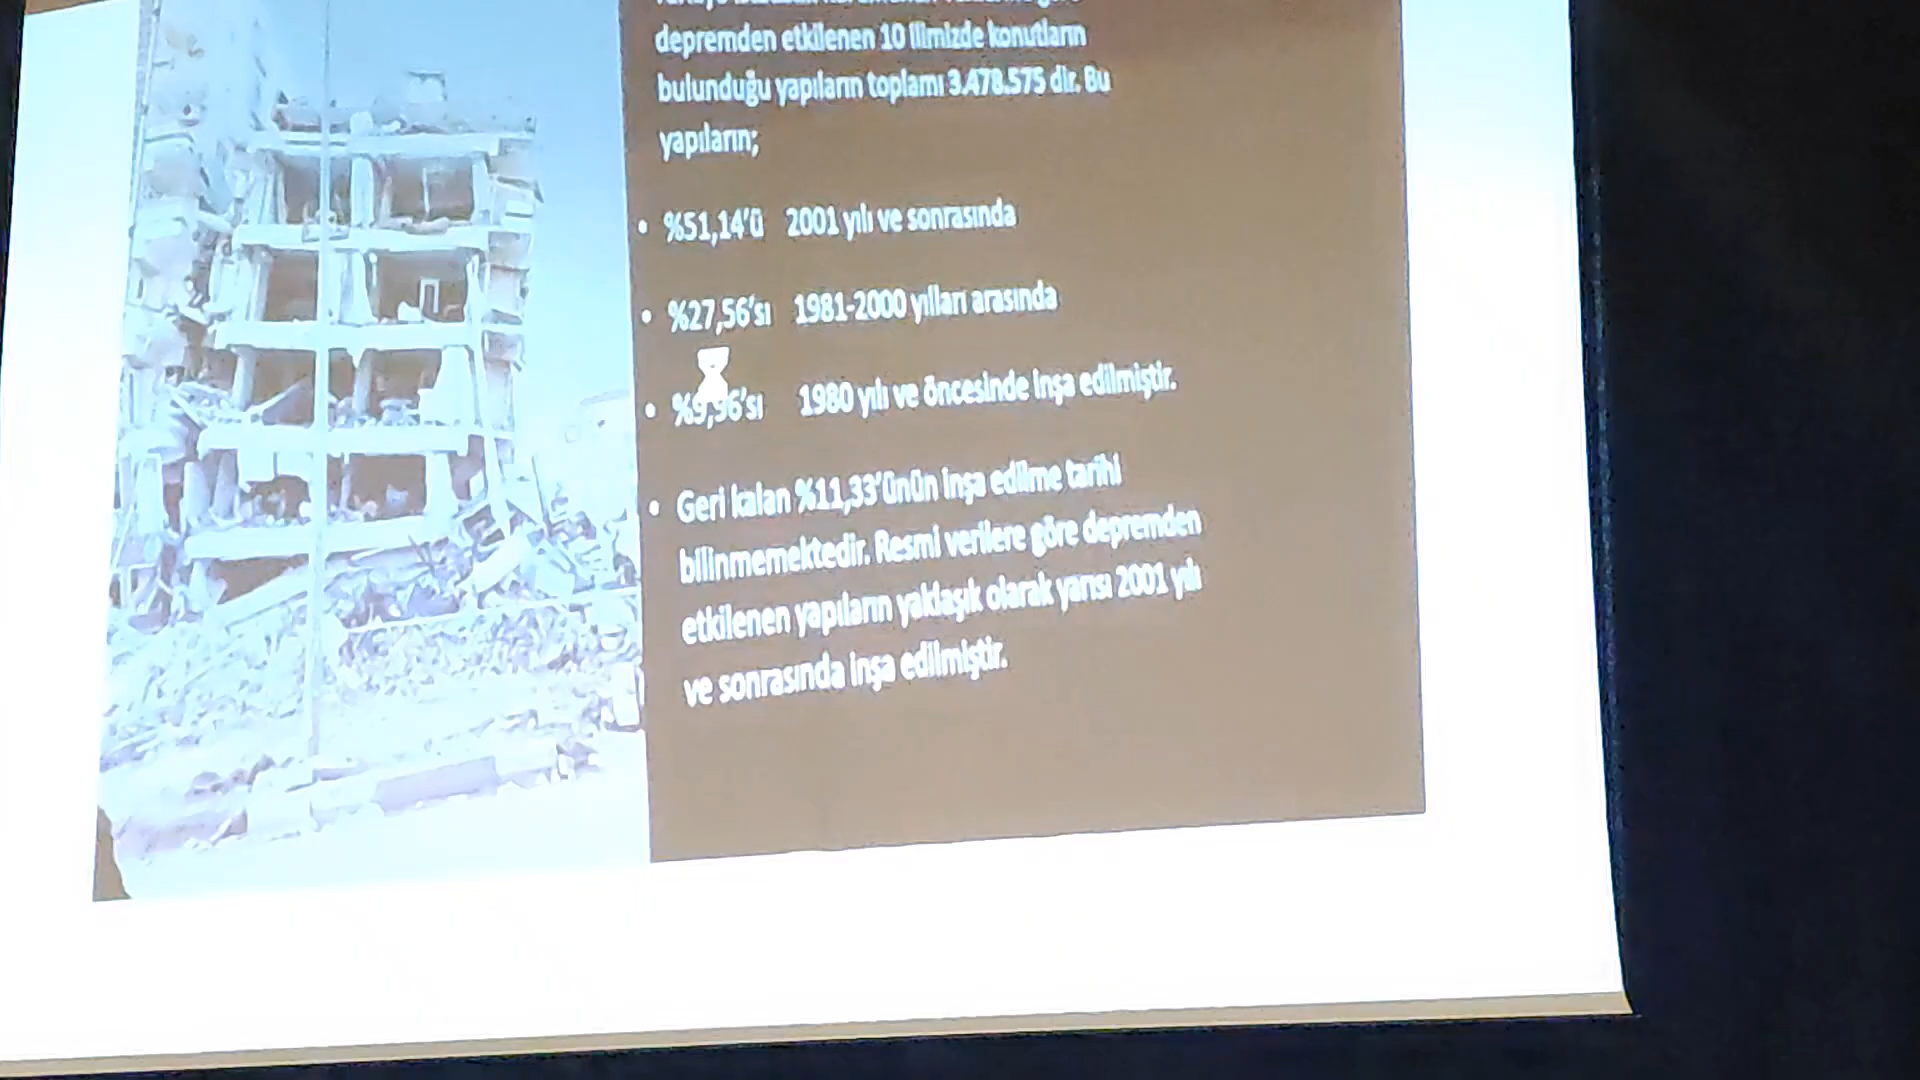 depremden etkilenen 10 ilimizde konutların
bulunduğu yapıların toplamı 3.478.575 dir. Bu
yapıların;
• %51,14'ü 2001 yılı ve sonrasında
• %27,56'sı 1981-2000 yılları arasında
• %9,96'sı 1980 yılı ve öncesinde inşa edilmiştir.
• Geri kalan %11,33'ünün inşa edilme tarihi
bilinmemektedir. Resmi verilere göre depremden
etkilenen yapıların yaklaşık olarak yarısı 2001 yılı
ve sonrasında inşa edilmiştir.